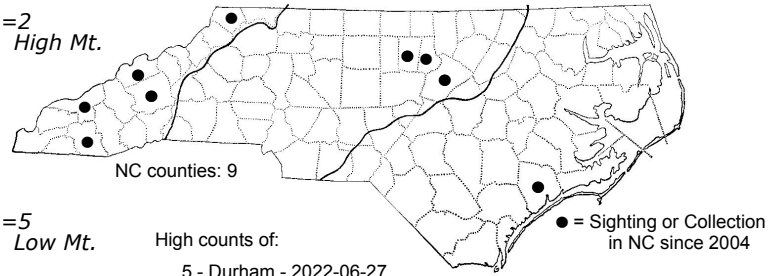 =2
High Mt.
NC counties: 9
=5
Low Mt.
High counts of:
5 - Durham - 2022-06-27
● = Sighting or Collection
in NC since 2004